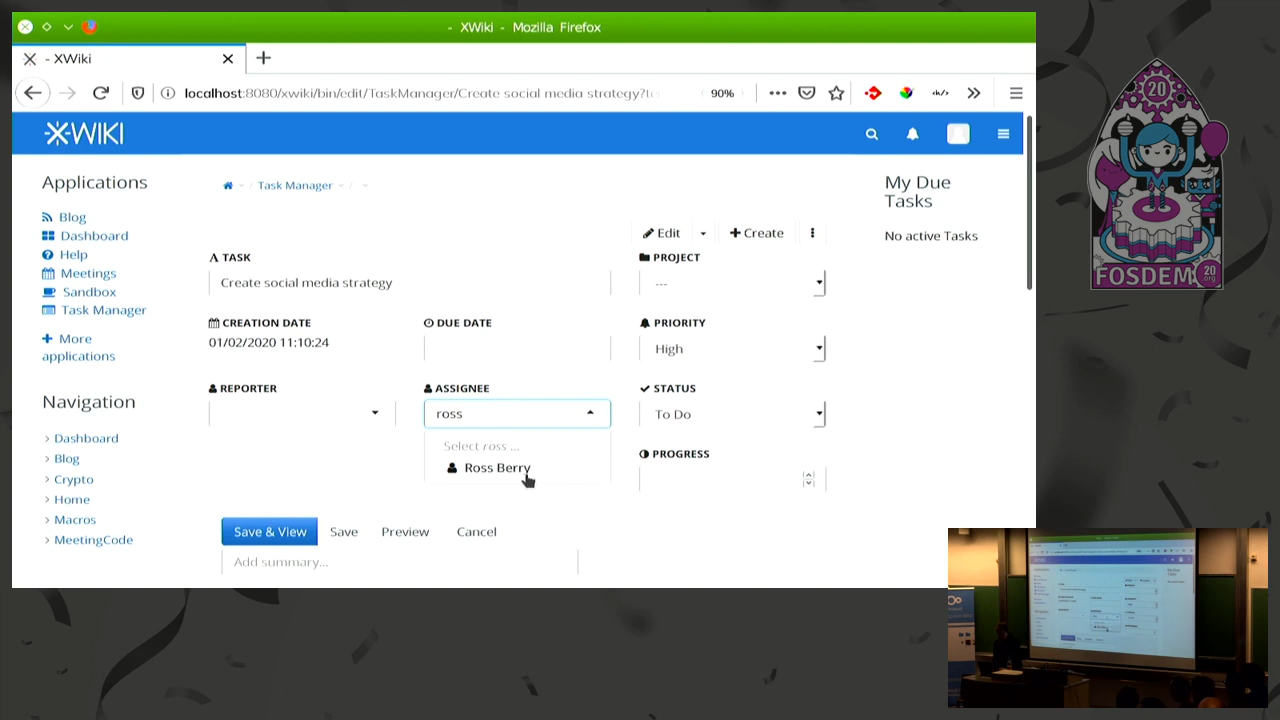 - XWiki - Mozilla Firefox
- XWiki
localhost:8080/xwiki/bin/edit/TaskManager/Create social media strategy?t
90%
XWIKI
Applications
Blog
Dashboard
Help
Meetings
Sandbox
Task Manager
More
applications
Navigation
Dashboard
Blog
Crypto
Home
Macros
MeetingCode
/ Task Manager /
Edit
Create
TASK
Create social media strategy
PROJECT
---
CREATION DATE
01/02/2020 11:10:24
DUE DATE
PRIORITY
High
REPORTER
ASSIGNEE
ross
Select ross ...
Ross Berry
STATUS
To Do
PROGRESS
Save & View
Save
Preview
Cancel
Add summary...
My Due
Tasks
No active Tasks
20
FOSDEM
20
.org